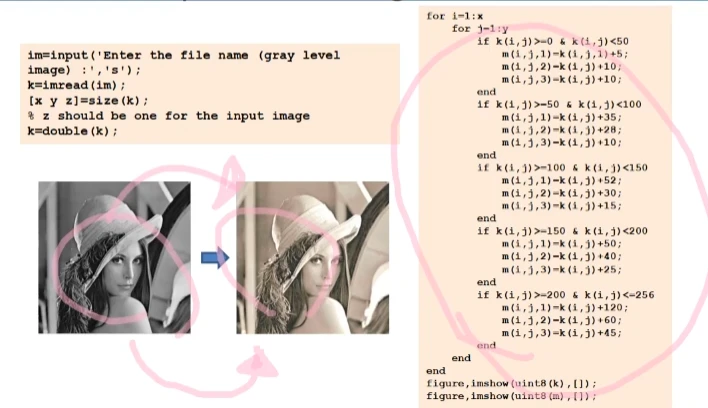 im=input('Enter the file name (gray level
image) :','s');
k=imread(im);
[x y z]=size(k);
% z should be one for the input image
k=double(k);
for i=1:x
for j=1:y
if k(i,j)>=0 & k(i,j)<50
m(i,j,1)=k(i,j,1)+5;
m(i,j,2)=k(i,j)+10;
m(i,j,3)=k(i,j)+10;
end
if k(i,j)>=50 & k(i,j)<100
m(i,j,1)=k(i,j)+35;
m(i,j,2)=k(i,j)+28;
m(i,j,3)=k(i,j)+10;
end
if k(i,j)>=100 & k(i,j)<150
m(i,j,1)=k(i,j)+52;
m(i,j,2)=k(i,j)+30;
m(i,j,3)=k(i,j)+15;
end
if k(i,j)>=150 & k(i,j)<200
m(i,j,1)=k(i,j)+50;
m(i,j,2)=k(i,j)+40;
m(i,j,3)=k(i,j)+25;
end
if k(i,j)>=200 & k(i,j)<=256
m(i,j,1)=k(i,j)+120;
m(i,j,2)=k(i,j)+60;
m(i,j,3)=k(i,j)+45;
end
end
end
figure,imshow(uint8(k),[]);
figure,imshow(uint8(m),[]);